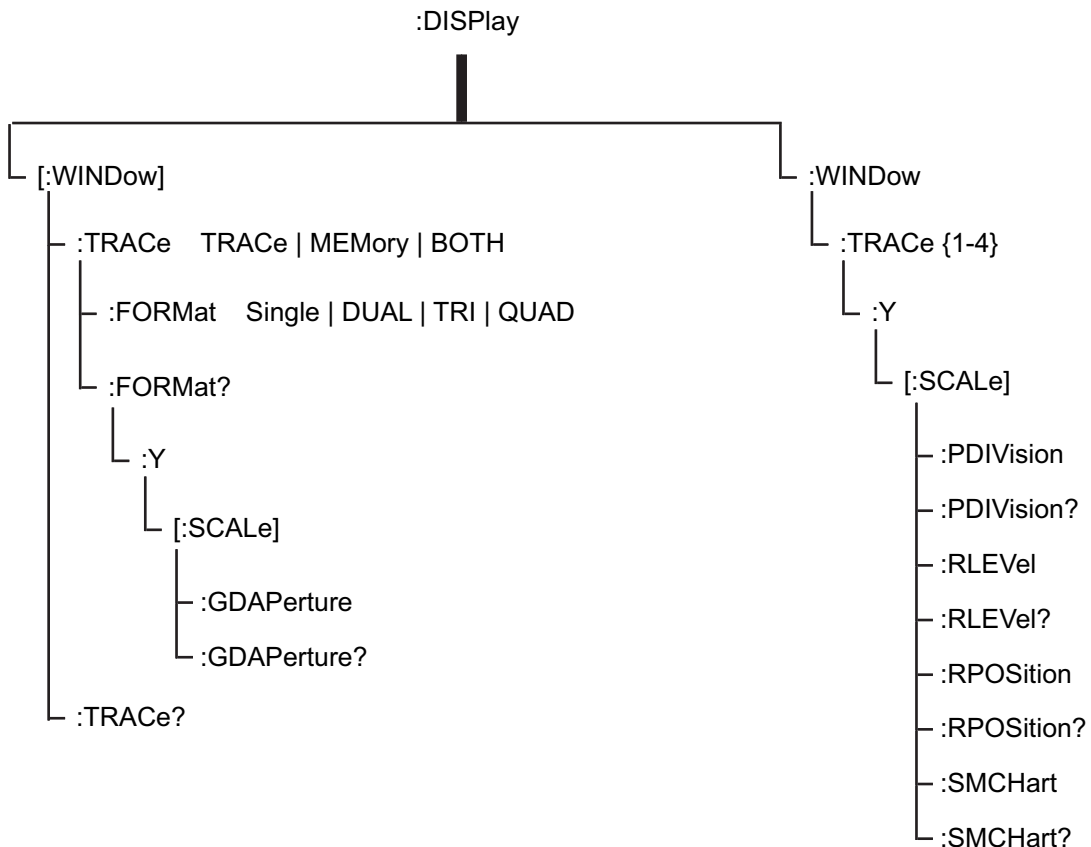 :DISPlay
[:WINDow]
:TRACe TRACe | MEMory | BOTH
:FORMat Single | DUAL | TRI | QUAD
:FORMat?
:Y
[:SCALe]
:GDAPerture
:GDAPerture?
:TRACe?
:WINDow
:TRACe {1-4}
:Y
[:SCALe]
:PDIVision
:PDIVision?
:RLEVel
:RLEVel?
:RPOSition
:RPOSition?
:SMCHart
:SMCHart?